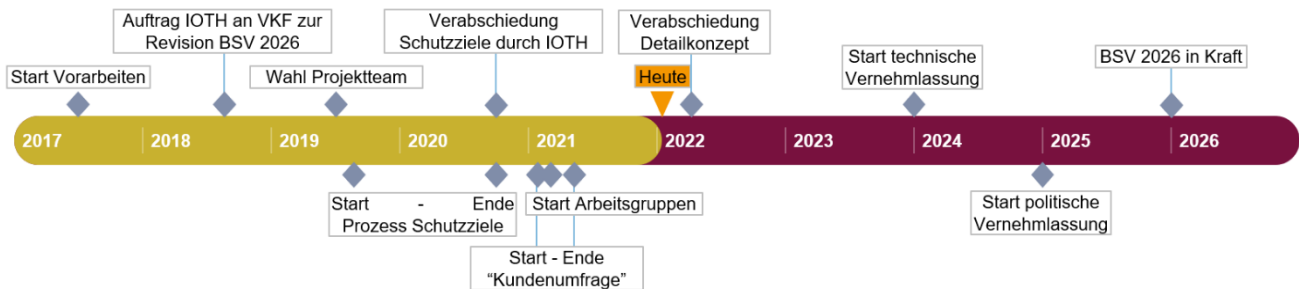 Auftrag IOTH an VKF zur
Revision BSV 2026
Verabschiedung
Schutzziele durch IOTH
Verabschiedung
Detailkonzept
Start technische
Vernehmlassung
BSV 2026 in Kraft
Start Vorarbeiten
Wahl Projektteam
Heute
2017
2018
2019
2020
2021
2022
2023
2024
2025
2026
Start - Ende
Prozess Schutzziele
Start Arbeitsgruppen
Start politische
Vernehmlassung
Start - Ende
“Kundenumfrage”